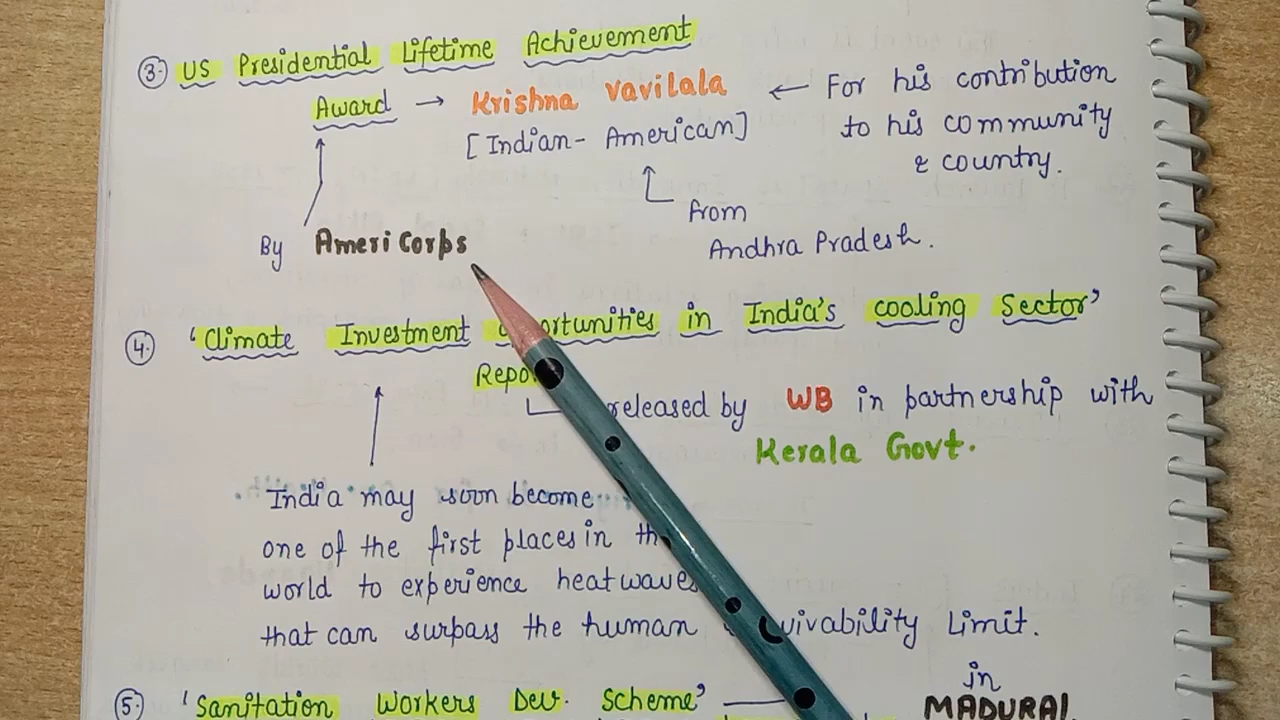 3. US Presidential Lifetime Achievement
Award → Krishna Vavilala ← For his contribution
[Indian-American] to his community
& country.
from
Andhra Pradesh.
By AmeriCorps
4. 'Climate Investment in India's cooling Sector'
released by WB in partnership with
Kerala Govt.
India may soon become
one of the first places in
world to experience heatwaves
that can surpass the human Limit.
in
5. 'Sanitation Workers Dev. Scheme' MADURAI